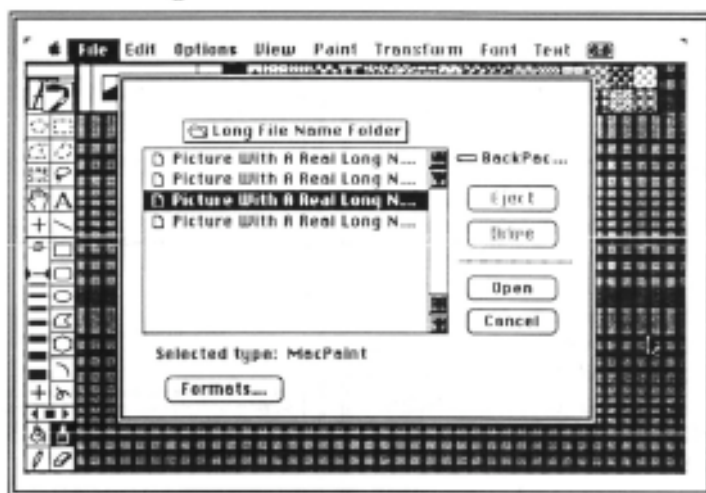 File Edit Options View Paint Transform Font Text
Long File Name Folder
Picture With A Real Long N...
Picture With A Real Long N...
Picture With A Real Long N...
Picture With A Real Long N...
BackPac...
Eject
Drive
Open
Cancel
Selected type: MacPaint
Formats...
A